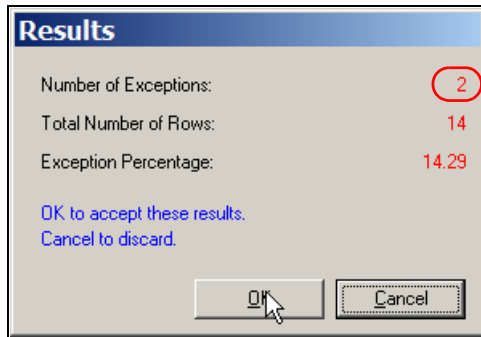 Results
Number of Exceptions: 2
Total Number of Rows: 14
Exception Percentage: 14.29
OK to accept these results.
Cancel to discard.
OK Cancel